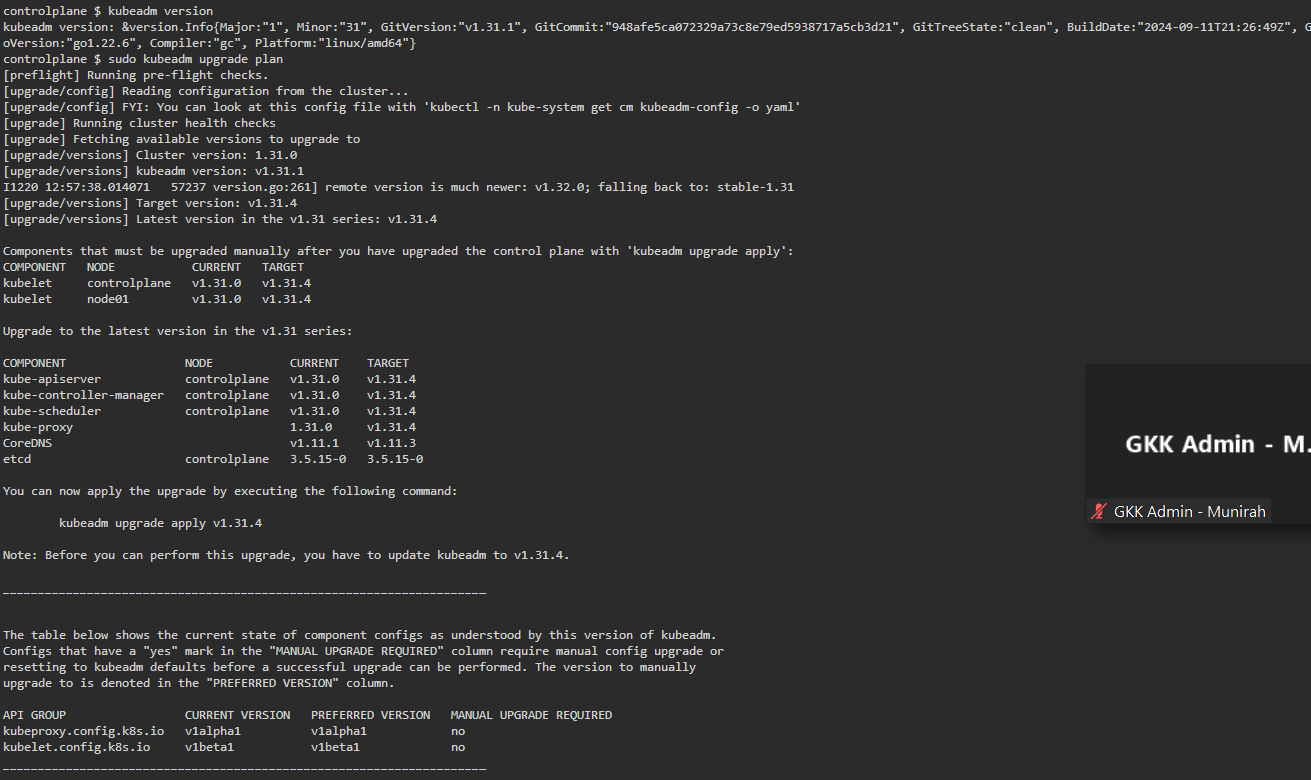 controlplane $ kubeadm version
kubeadm version: &version.Info{Major:"1", Minor:"31", GitVersion:"v1.31.1", GitCommit:"948afe5ca072329a73c8e79ed5938717a5cb3d21", GitTreeState:"clean", BuildDate:"2024-09-11T21:26:49Z", G
oVersion:"go1.22.6", Compiler:"gc", Platform:"linux/amd64"}
controlplane $ sudo kubeadm upgrade plan
[preflight] Running pre-flight checks.
[upgrade/config] Reading configuration from the cluster...
[upgrade/config] FYI: You can look at this config file with 'kubectl -n kube-system get cm kubeadm-config -o yaml'
[upgrade] Running cluster health checks
[upgrade] Fetching available versions to upgrade to
[upgrade/versions] Cluster version: 1.31.0
[upgrade/versions] kubeadm version: v1.31.1
I1220 12:57:38.014071   57237 version.go:261] remote version is much newer: v1.32.0; falling back to: stable-1.31
[upgrade/versions] Target version: v1.31.4
[upgrade/versions] Latest version in the v1.31 series: v1.31.4
Components that must be upgraded manually after you have upgraded the control plane with 'kubeadm upgrade apply':
COMPONENT   NODE           CURRENT   TARGET
kubelet     controlplane   v1.31.0   v1.31.4
kubelet     node01         v1.31.0   v1.31.4
Upgrade to the latest version in the v1.31 series:
COMPONENT                 NODE           CURRENT    TARGET
kube-apiserver            controlplane   v1.31.0    v1.31.4
kube-controller-manager   controlplane   v1.31.0    v1.31.4
kube-scheduler            controlplane   v1.31.0    v1.31.4
kube-proxy                               1.31.0     v1.31.4
CoreDNS                                  v1.11.1    v1.11.3
etcd                      controlplane   3.5.15-0   3.5.15-0
You can now apply the upgrade by executing the following command:
        kubeadm upgrade apply v1.31.4
Note: Before you can perform this upgrade, you have to update kubeadm to v1.31.4.
_____________________________________________________________________
The table below shows the current state of component configs as understood by this version of kubeadm.
Configs that have a "yes" mark in the "MANUAL UPGRADE REQUIRED" column require manual config upgrade or
resetting to kubeadm defaults before a successful upgrade can be performed. The version to manually
upgrade to is denoted in the "PREFERRED VERSION" column.
API GROUP                 CURRENT VERSION   PREFERRED VERSION   MANUAL UPGRADE REQUIRED
kubeproxy.config.k8s.io   v1alpha1          v1alpha1            no
kubelet.config.k8s.io     v1beta1           v1beta1             no
_____________________________________________________________________
GKK Admin - M.
GKK Admin - Munirah